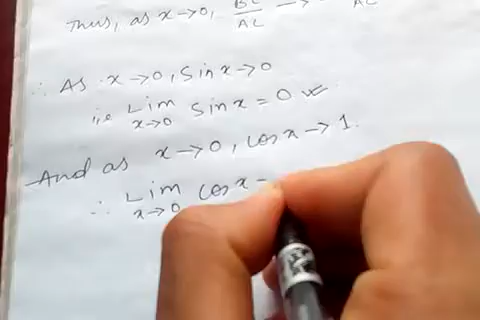 Thus, as x→0, BC/AC →
∴ As x→0, Sin x→0
i.e Lim x→0 Sin x = 0
And as x→0, Cos x→1.
∴ Lim x→0 Cos x